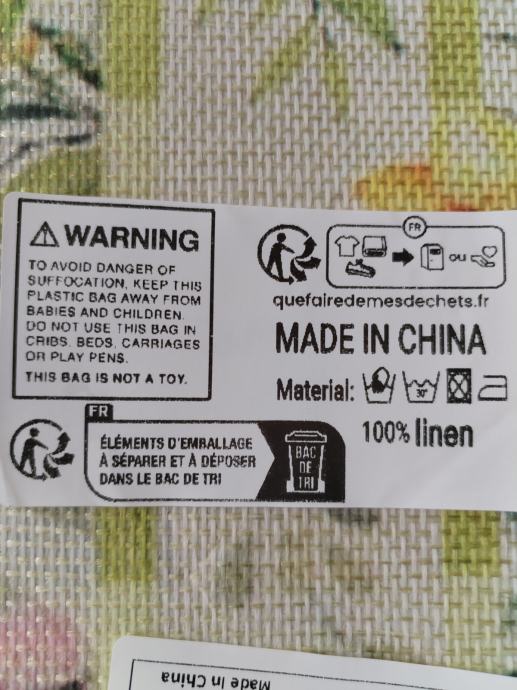 WARNING
TO AVOID DANGER OF
SUFFOCATION, KEEP THIS
PLASTIC BAG AWAY FROM
BABIES AND CHILDREN.
DO NOT USE THIS BAG IN
CRIBS, BEDS, CARRIAGES
OR PLAY PENS.
THIS BAG IS NOT A TOY.
FR
OU
quefairedemesdechets.fr
MADE IN CHINA
Material:
30°
100% linen
FR
ÉLÉMENTS D'EMBALLAGE
À SÉPARER ET À DÉPOSER
DANS LE BAC DE TRI
BAC
DE
TRI
Made In China